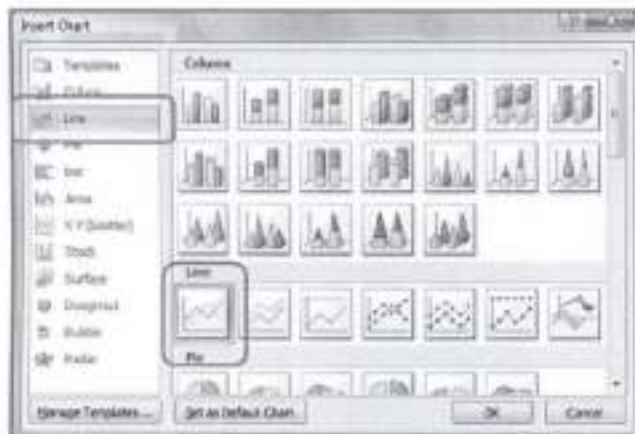 Insert Chart
Templates
Column
Line
Pie
Bar
Area
X Y (Scatter)
Stock
Surface
Doughnut
Bubble
Radar
Column
Line
Pie
Manage Templates...
Set as Default Chart
OK
Cancel